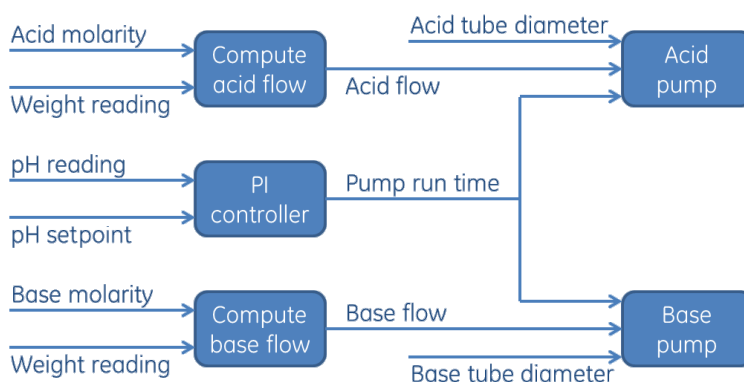 Acid molarity
Weight reading
Compute
acid flow
Acid tube diameter
Acid flow
Acid
pump
pH reading
pH setpoint
PI
controller
Pump run time
Base molarity
Weight reading
Compute
base flow
Base flow
Base tube diameter
Base
pump